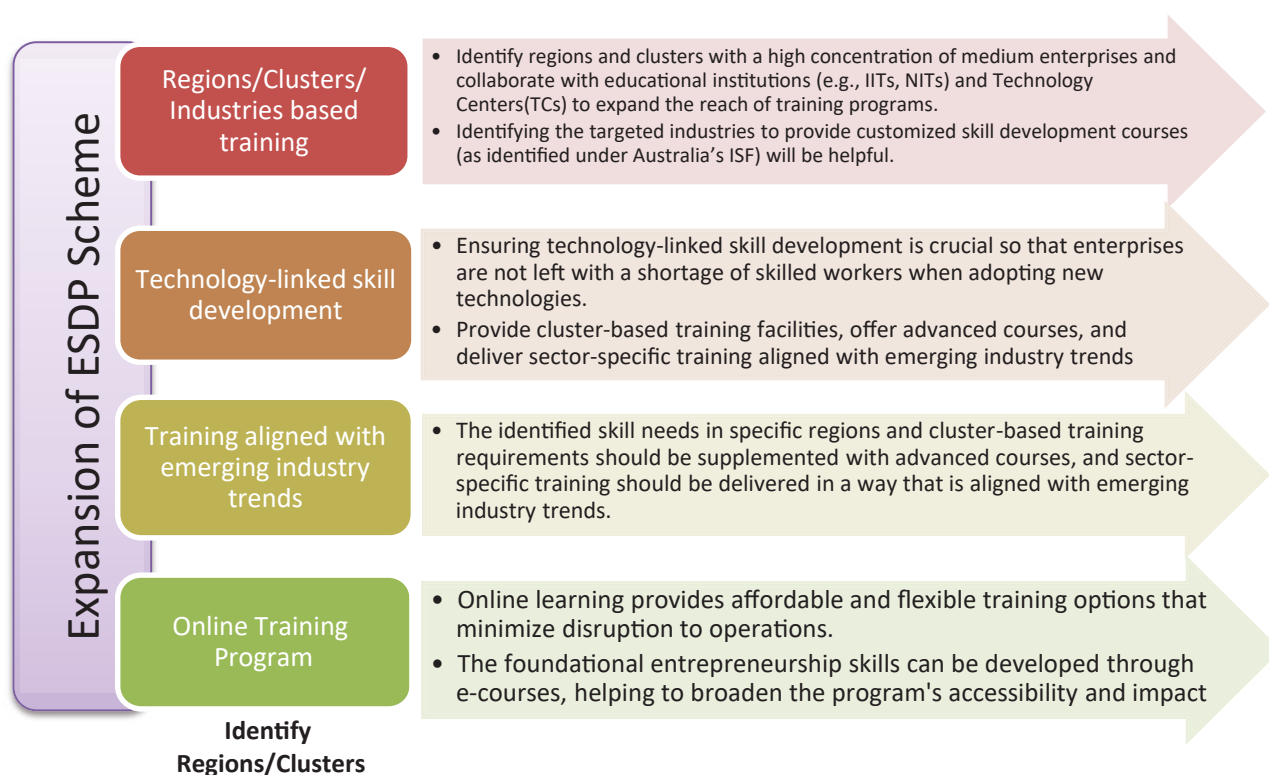 Expansion of ESDP Scheme
Regions/Clusters/
Industries based
training
• Identify regions and clusters with a high concentration of medium enterprises and
collaborate with educational institutions (e.g., IITs, NITs) and Technology
Centers(TCs) to expand the reach of training programs.
• Identifying the targeted industries to provide customized skill development courses
(as identified under Australia's ISF) will be helpful.
Technology-linked skill
development
• Ensuring technology-linked skill development is crucial so that enterprises
are not left with a shortage of skilled workers when adopting new
technologies.
• Provide cluster-based training facilities, offer advanced courses, and
deliver sector-specific training aligned with emerging industry trends
Training aligned with
emerging industry
trends
• The identified skill needs in specific regions and cluster-based training
requirements should be supplemented with advanced courses, and sector-
specific training should be delivered in a way that is aligned with emerging
industry trends.
Online Training
Program
• Online learning provides affordable and flexible training options that
minimize disruption to operations.
• The foundational entrepreneurship skills can be developed through
e-courses, helping to broaden the program's accessibility and impact
Identify
Regions/Clusters